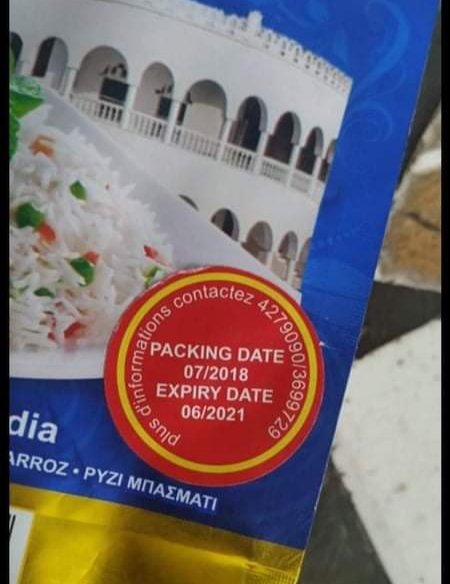 plus d'informations contactez 4279090/3699729
PACKING DATE
07/2018
EXPIRY DATE
06/2021
dia
ARROZ • ΡΥΖΙ ΜΠΑΣΜΑΤΙ